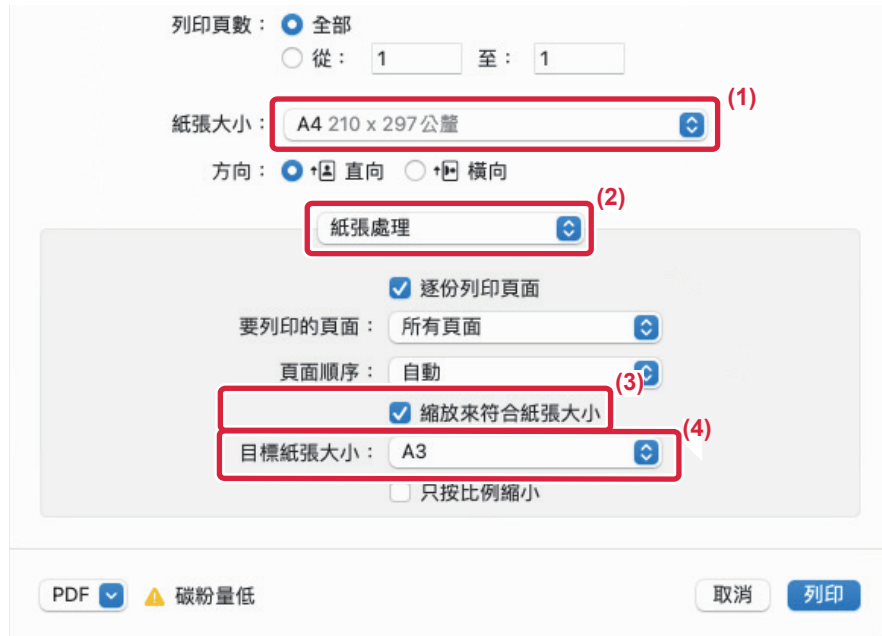 列印頁數： 全部
從： 1 至： 1
(1)
紙張大小： A4 210 x 297公釐
方向： 直向 橫向
(2)
紙張處理
逐份列印頁面
要列印的頁面： 所有頁面
頁面順序： 自動
(3)
縮放來符合紙張大小
(4)
目標紙張大小： A3
只按比例縮小
PDF 碳粉量低 取消 列印